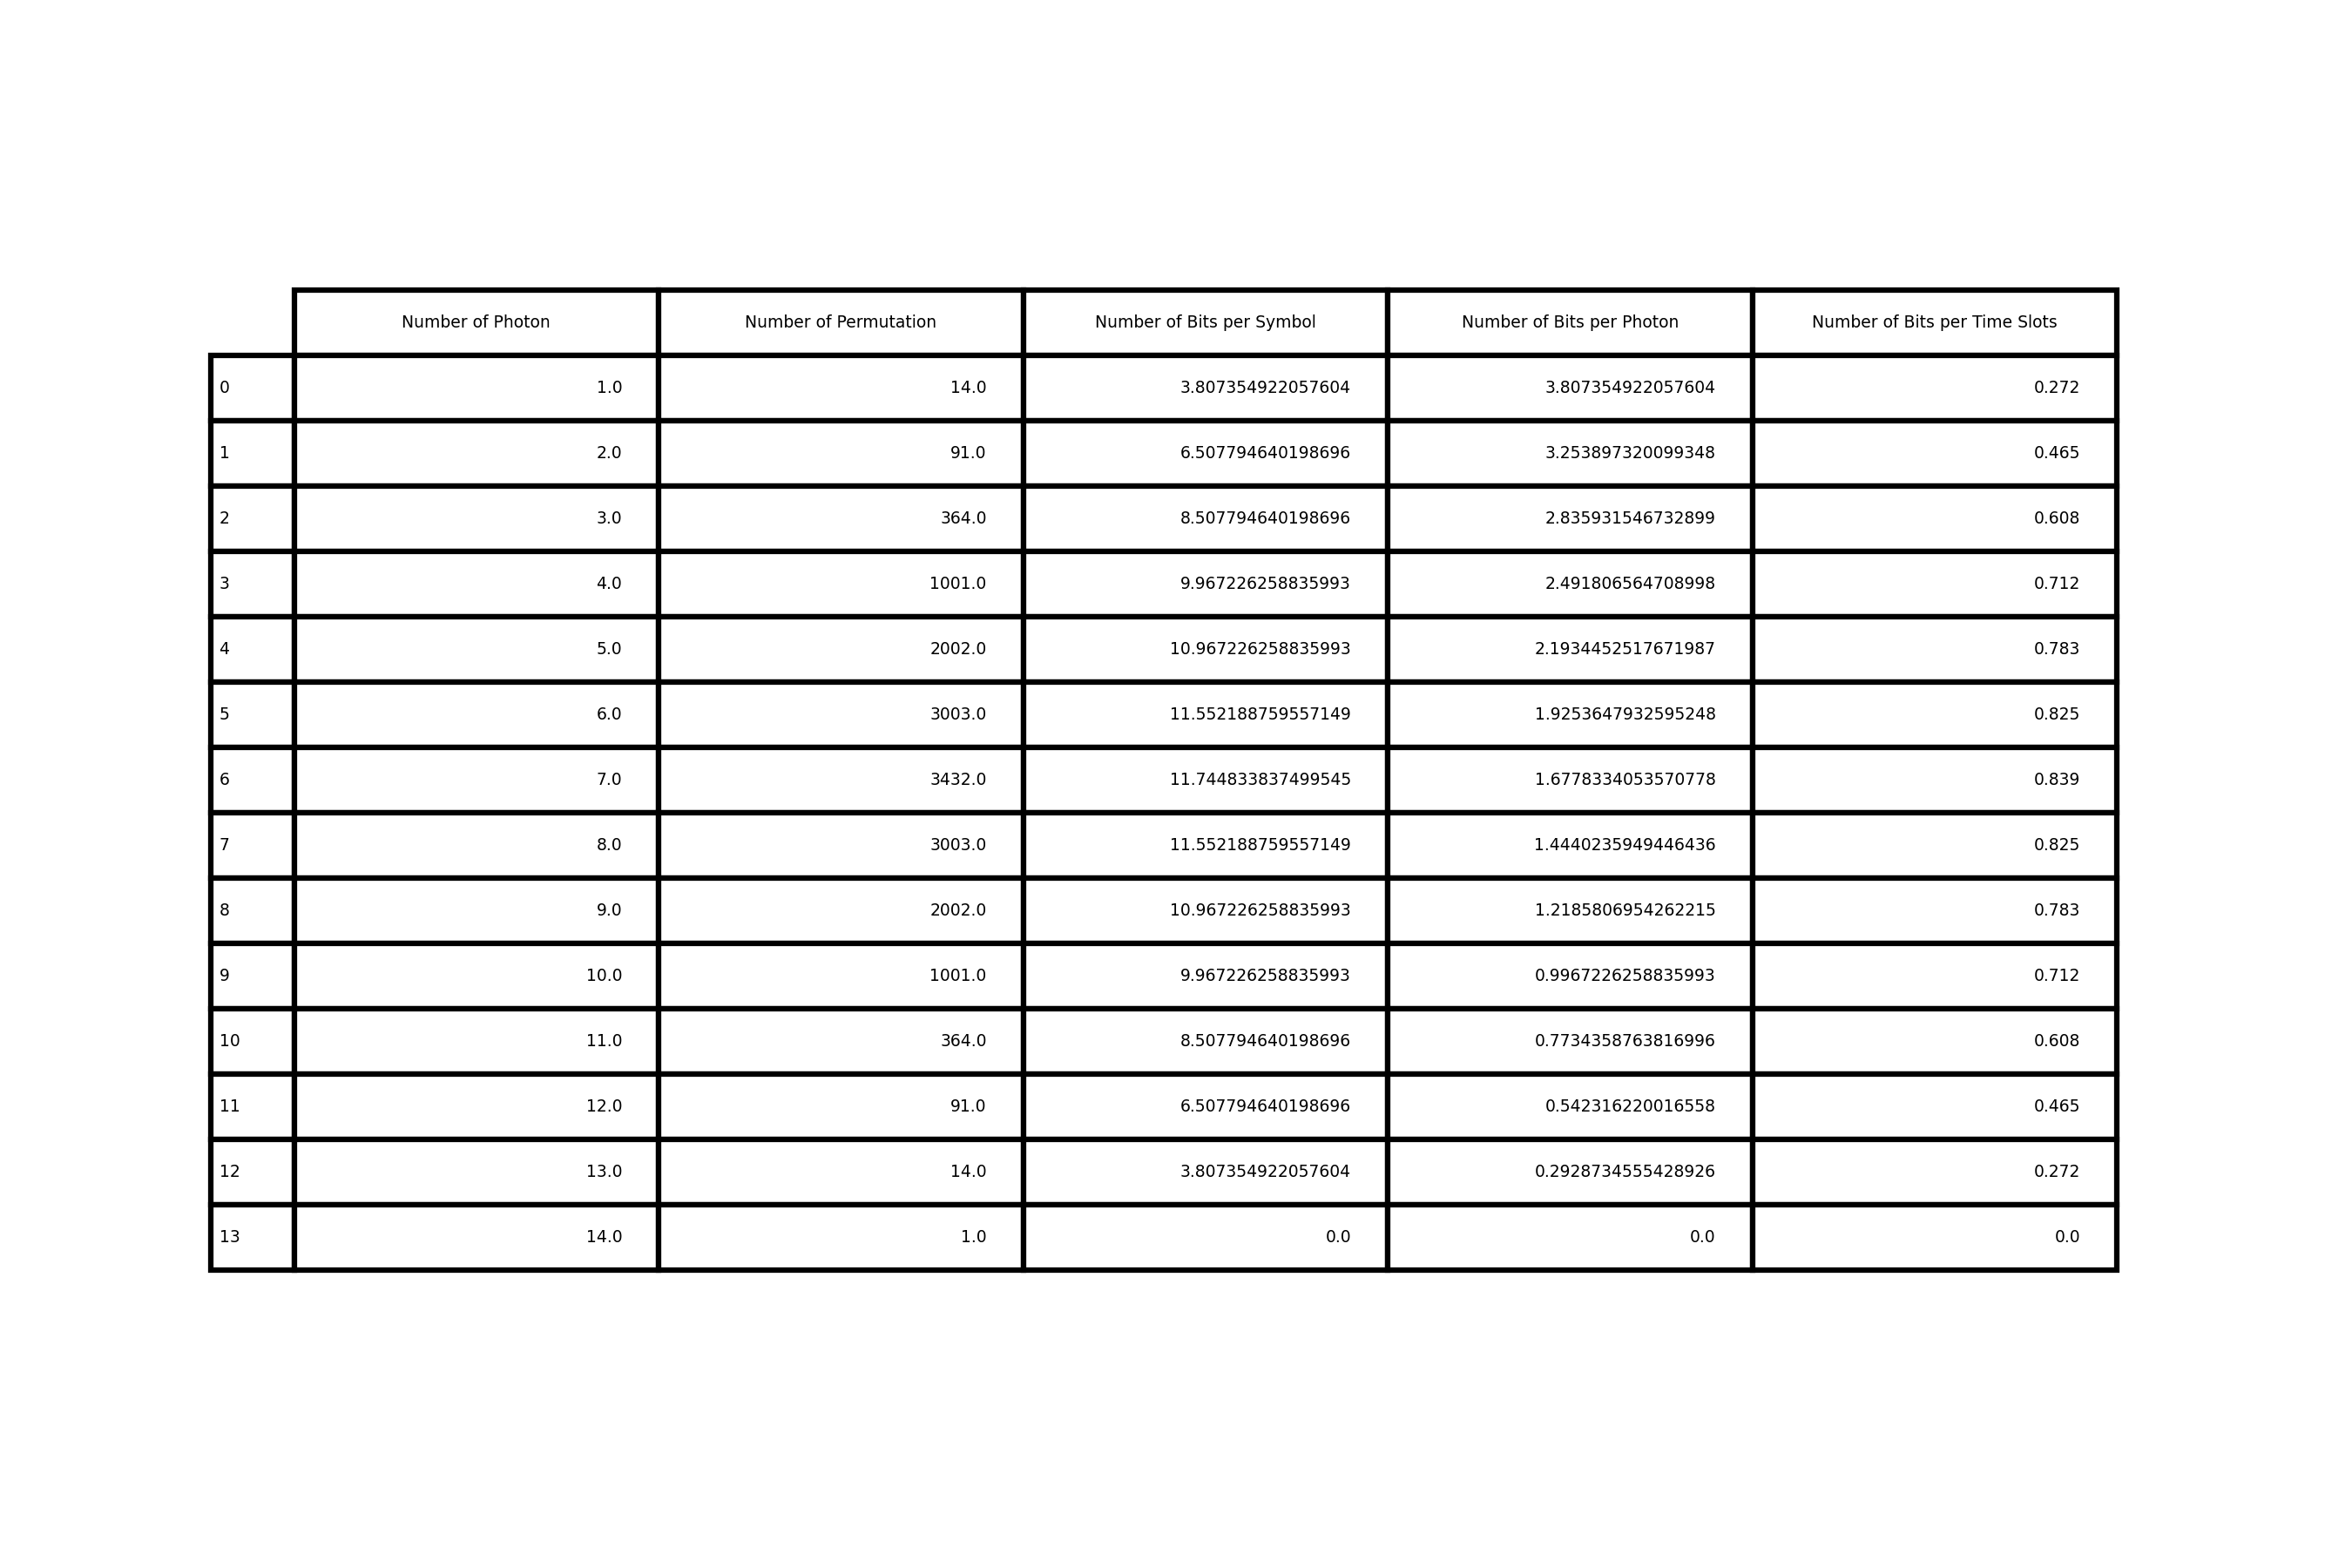 Number of Photon Number of Permutation Number of Bits per Symbol Number of Bits per Photon Number of Bits per Time Slots
0 1.0 14.0 3.807354922057604 3.807354922057604 0.272
1 2.0 91.0 6.507794640198696 3.253897320099348 0.465
2 3.0 364.0 8.507794640198696 2.835931546732899 0.608
3 4.0 1001.0 9.967226258835993 2.491806564708998 0.712
4 5.0 2002.0 10.967226258835993 2.1934452517671987 0.783
5 6.0 3003.0 11.552188759557149 1.9253647932595248 0.825
6 7.0 3432.0 11.744833837499545 1.6778334053570778 0.839
7 8.0 3003.0 11.552188759557149 1.4440235949446436 0.825
8 9.0 2002.0 10.967226258835993 1.2185806954262215 0.783
9 10.0 1001.0 9.967226258835993 0.9967226258835993 0.712
10 11.0 364.0 8.507794640198696 0.7734358763816996 0.608
11 12.0 91.0 6.507794640198696 0.542316220016558 0.465
12 13.0 14.0 3.807354922057604 0.2928734555428926 0.272
13 14.0 1.0 0.0 0.0 0.0